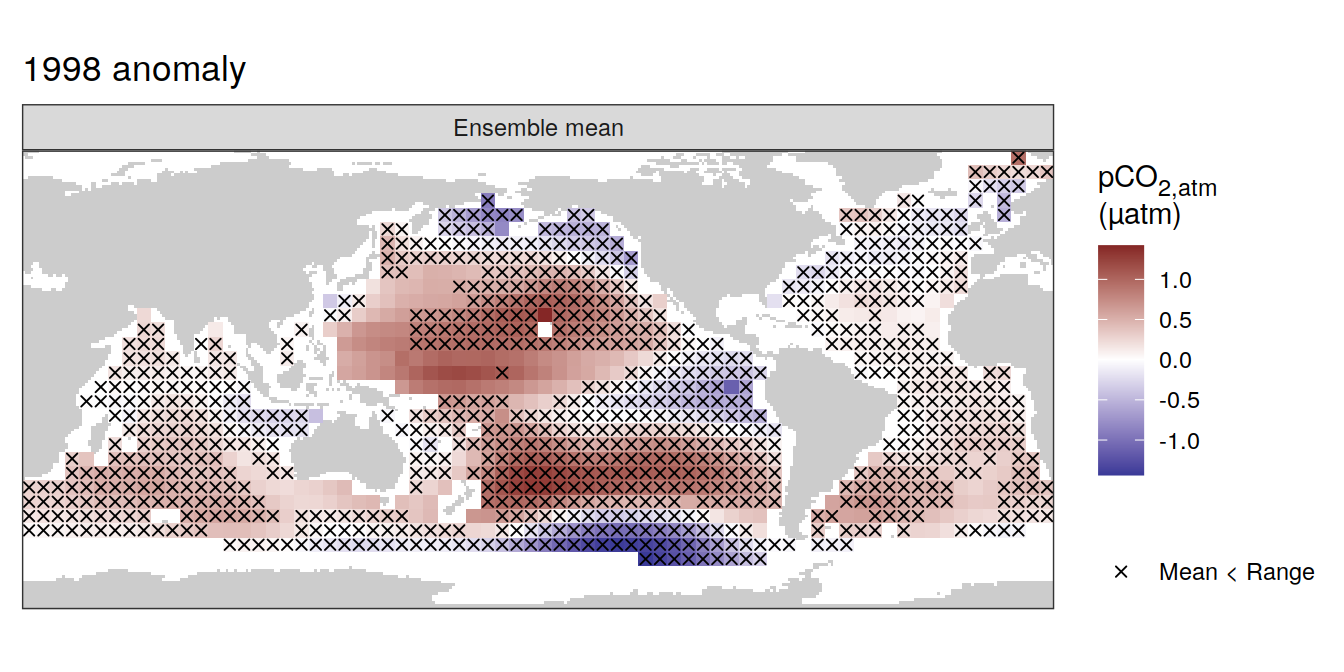 1998 anomaly
Ensemble mean
pCO2,atm
(µatm)
1.0
0.5
0.0
-0.5
-1.0
× Mean < Range